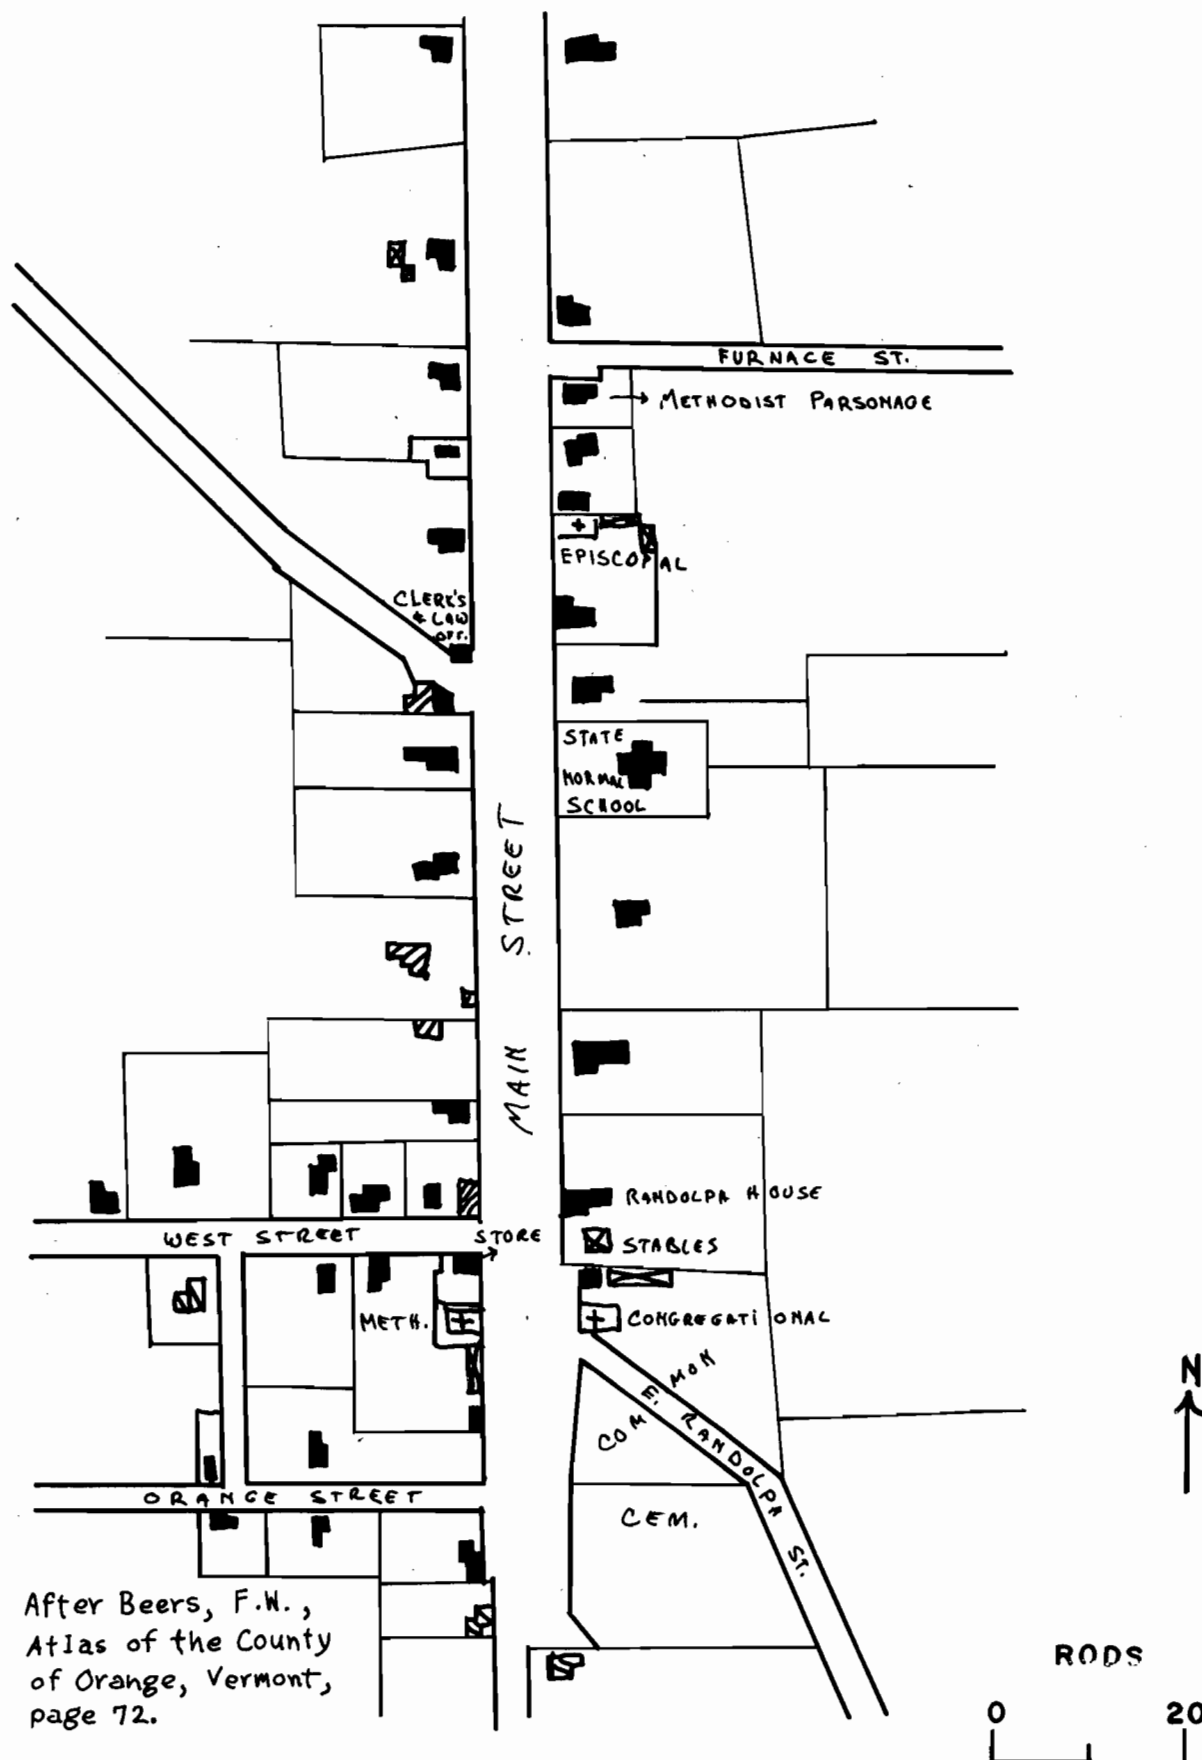 FURNACE ST.
METHODIST PARSONAGE
EPISCOPAL
CLERK'S
& LAW
OFF.
STATE
NORMAL
SCHOOL
MAIN STREET
RANDOLPH HOUSE
WEST STREET
STORE
STABLES
METH.
CONGREGATIONAL
COMMON
E. RANDOLPH ST.
ORANGE STREET
CEM.
N
After Beers, F.W.,
Atlas of the County
of Orange, Vermont,
page 72.
RODS
0 20